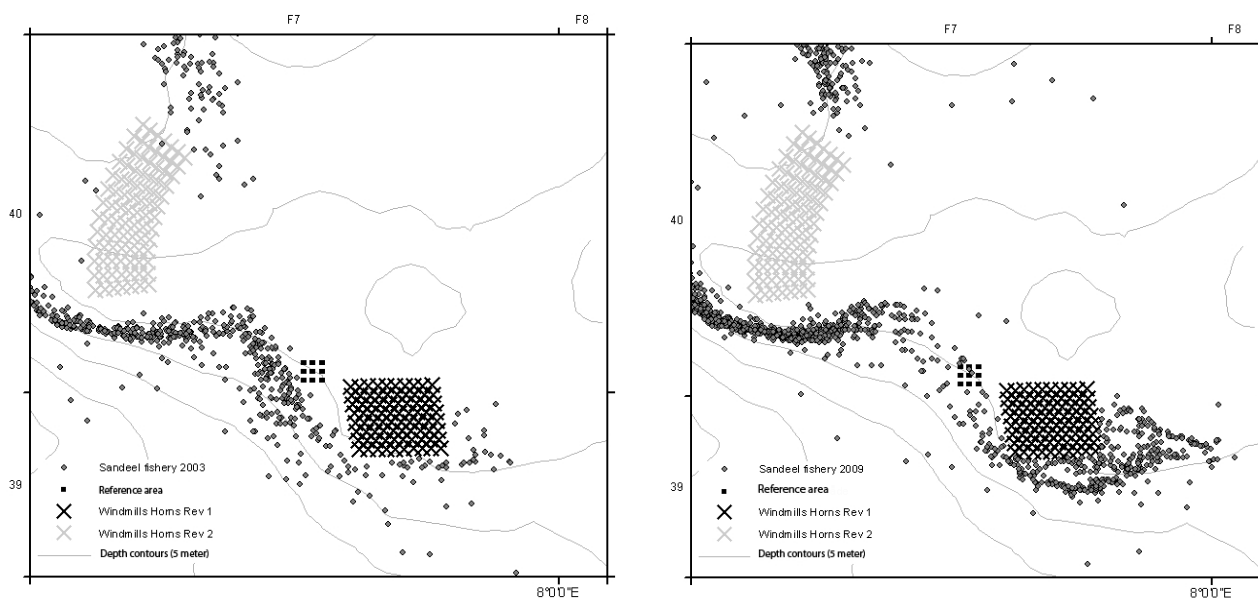 F7
F8
40
39
Sandeel fishery 2003
Reference area
Windmills Horns Rev 1
Windmills Horns Rev 2
Depth contours (5 meter)
8°0'0"E
F7
F8
40
39
Sandeel fishery 2009
Reference area
Windmills Horns Rev 1
Windmills Horns Rev 2
Depth contours (5 meter)
8°0'0"E